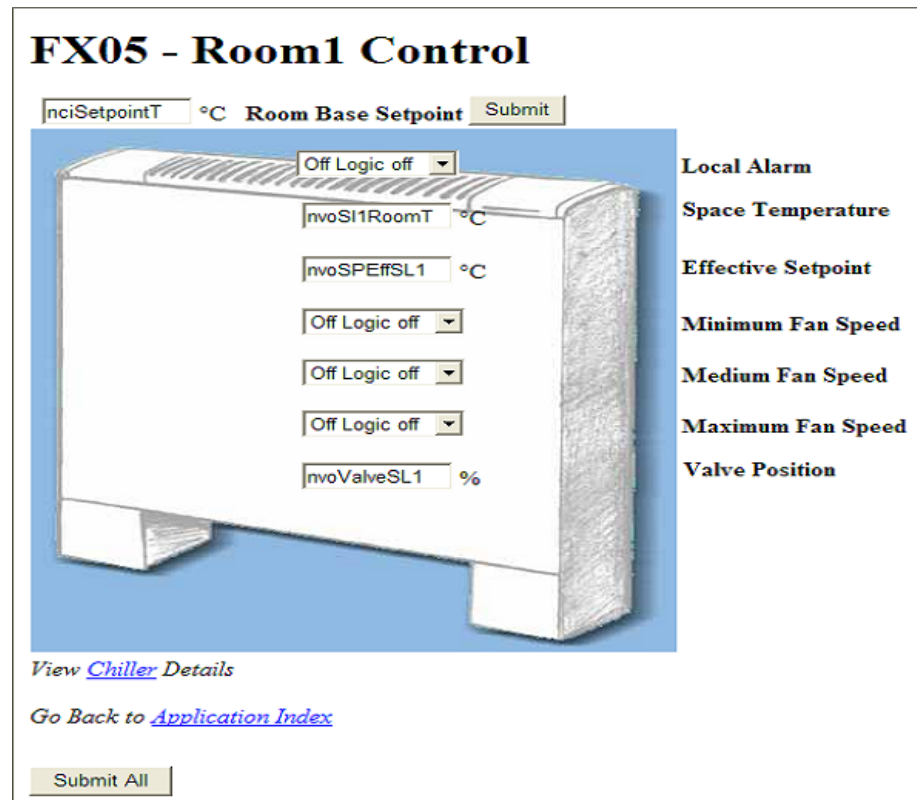 FX05 - Room1 Control
nciSetpointT °C Room Base Setpoint Submit
Off Logic off Local Alarm
nvoSl1RoomT °C Space Temperature
nvoSPEffSL1 °C Effective Setpoint
Off Logic off Minimum Fan Speed
Off Logic off Medium Fan Speed
Off Logic off Maximum Fan Speed
nvoValveSL1 % Valve Position
View Chiller Details
Go Back to Application Index
Submit All